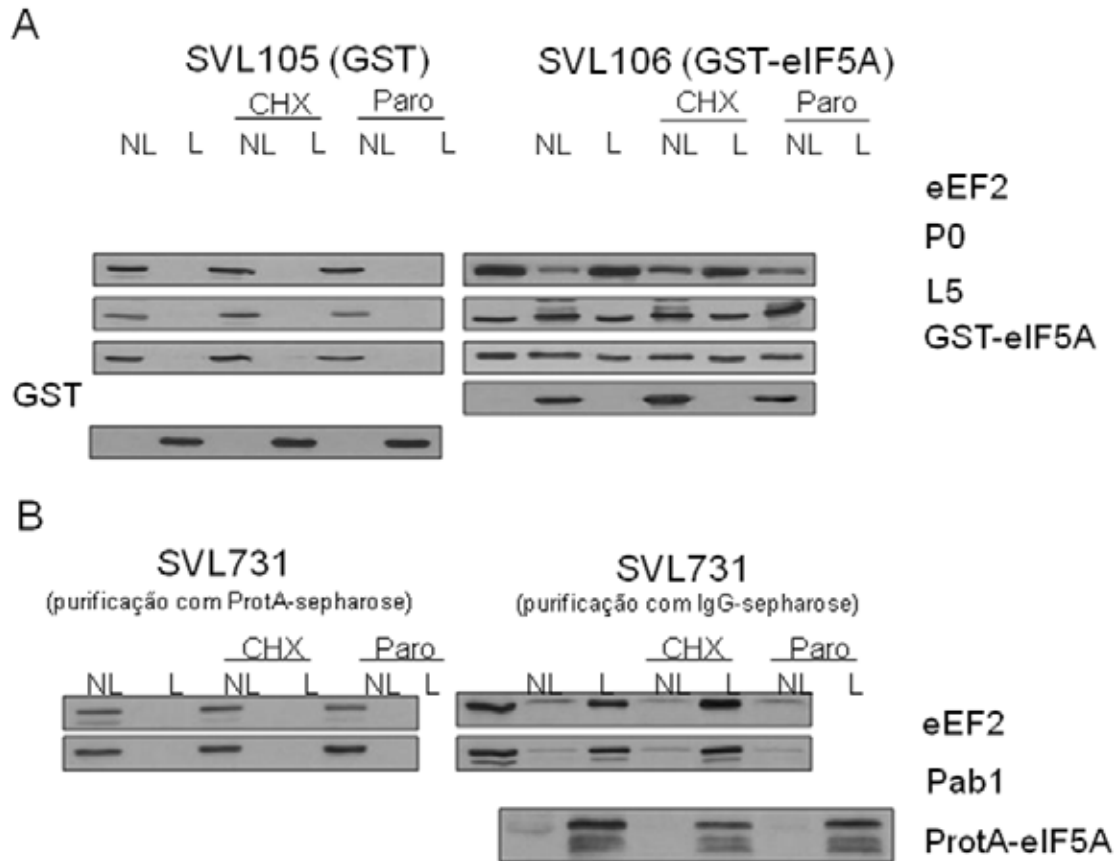 A
SVL105 (GST) SVL106 (GST-eIF5A)
CHX Paro CHX Paro
NL L NL L NL L NL L NL L NL L
eEF2
P0
L5
GST-eIF5A
GST
B
SVL731 SVL731
(purificação com ProtA-sepharose) (purificação com IgG-sepharose)
CHX Paro CHX Paro
NL L NL L NL L NL L NL L NL L
eEF2
Pab1
ProtA-eIF5A